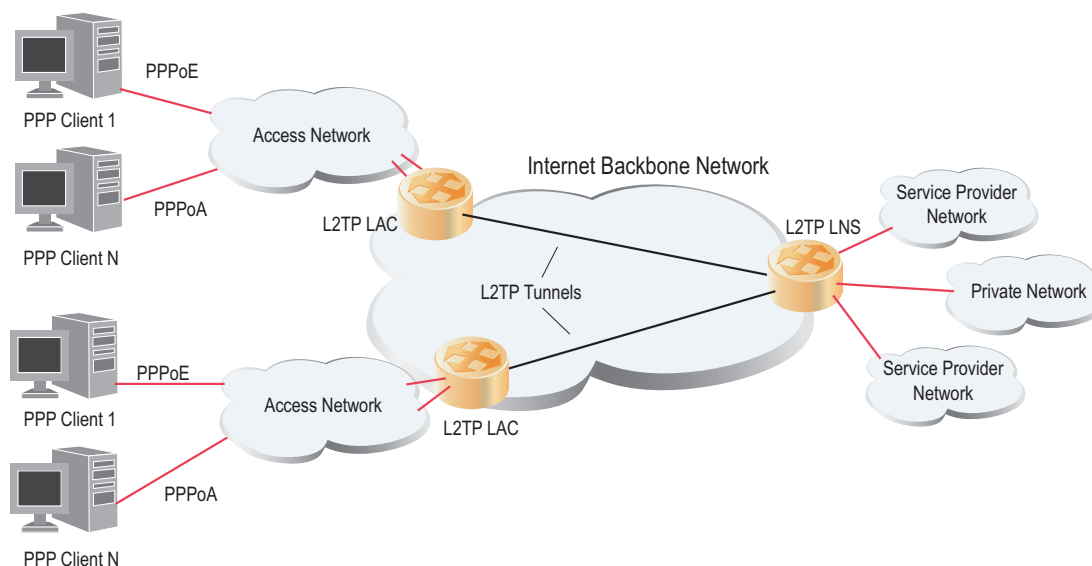 PPPoE
PPP Client 1
Access Network
PPPoA
PPP Client N
Internet Backbone Network
L2TP LAC
L2TP Tunnels
L2TP LNS
Service Provider
Network
Private Network
Service Provider
Network
PPP Client 1
PPPoE
Access Network
L2TP LAC
PPPoA
PPP Client N